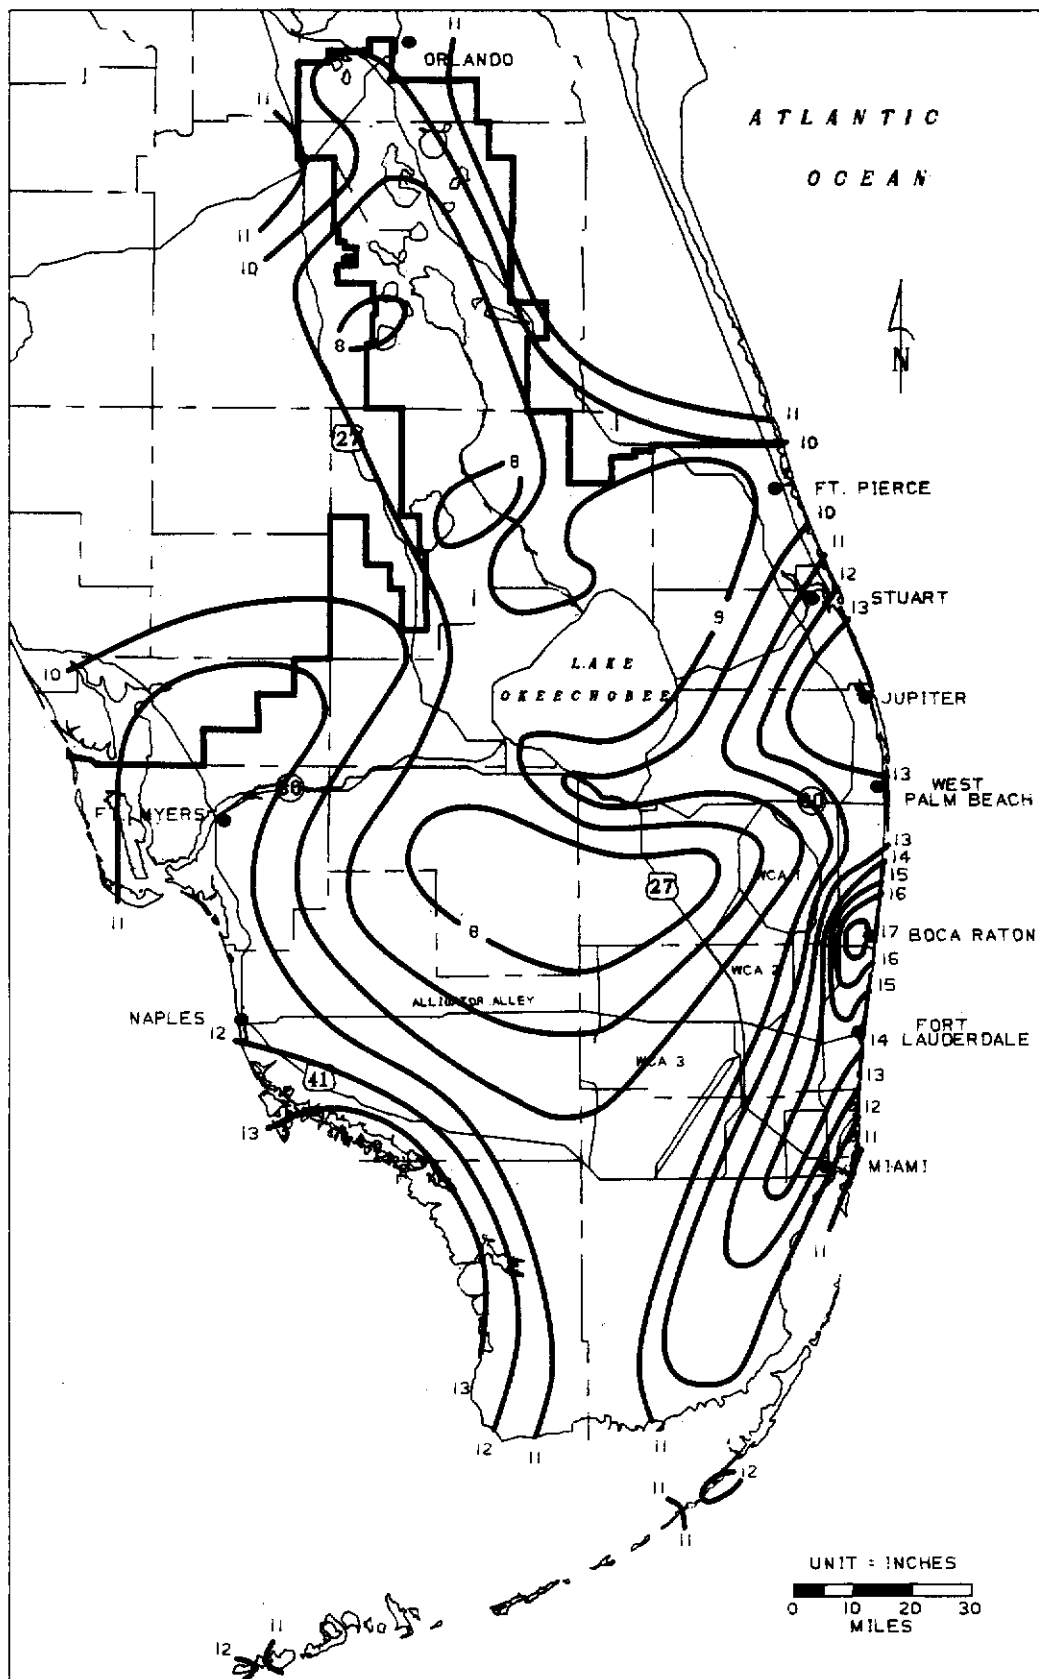 11
11
ORLANDO
ATLANTIC
OCEAN
11
10
8
N
11
27
10
8
FT. PIERCE
10
11
12
13
STUART
9
10
LAKE
OKEECHOBEE
JUPITER
13
80
80
WEST
PALM BEACH
FT. MYERS
13
14
15
WCA 1
27
16
11
8
17
BOCA RATON
16
WCA 2
15
ALLIGATOR ALLEY
NAPLES
12
FORT
LAUDERDALE
14
WCA 3
13
41
12
13
11
MIAMI
11
13
12
11
11
12
11
11
UNIT = INCHES
0 10 20 30
MILES
11
12